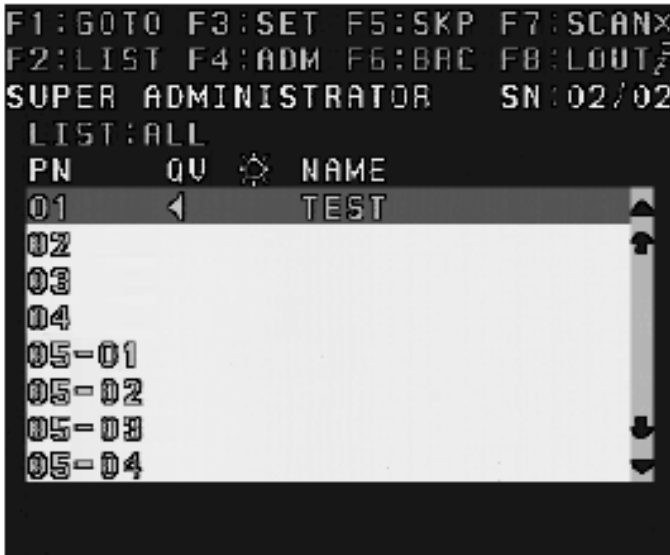 F1:GOTO F3:SET F5:SKP F7:SCAN
F2:LIST F4:ADM F6:BRC F8:LOUT
SUPER ADMINISTRATOR SN:02/02
LIST:ALL
PN QV NAME
01 TEST
02
03
04
05-01
05-02
05-03
05-04